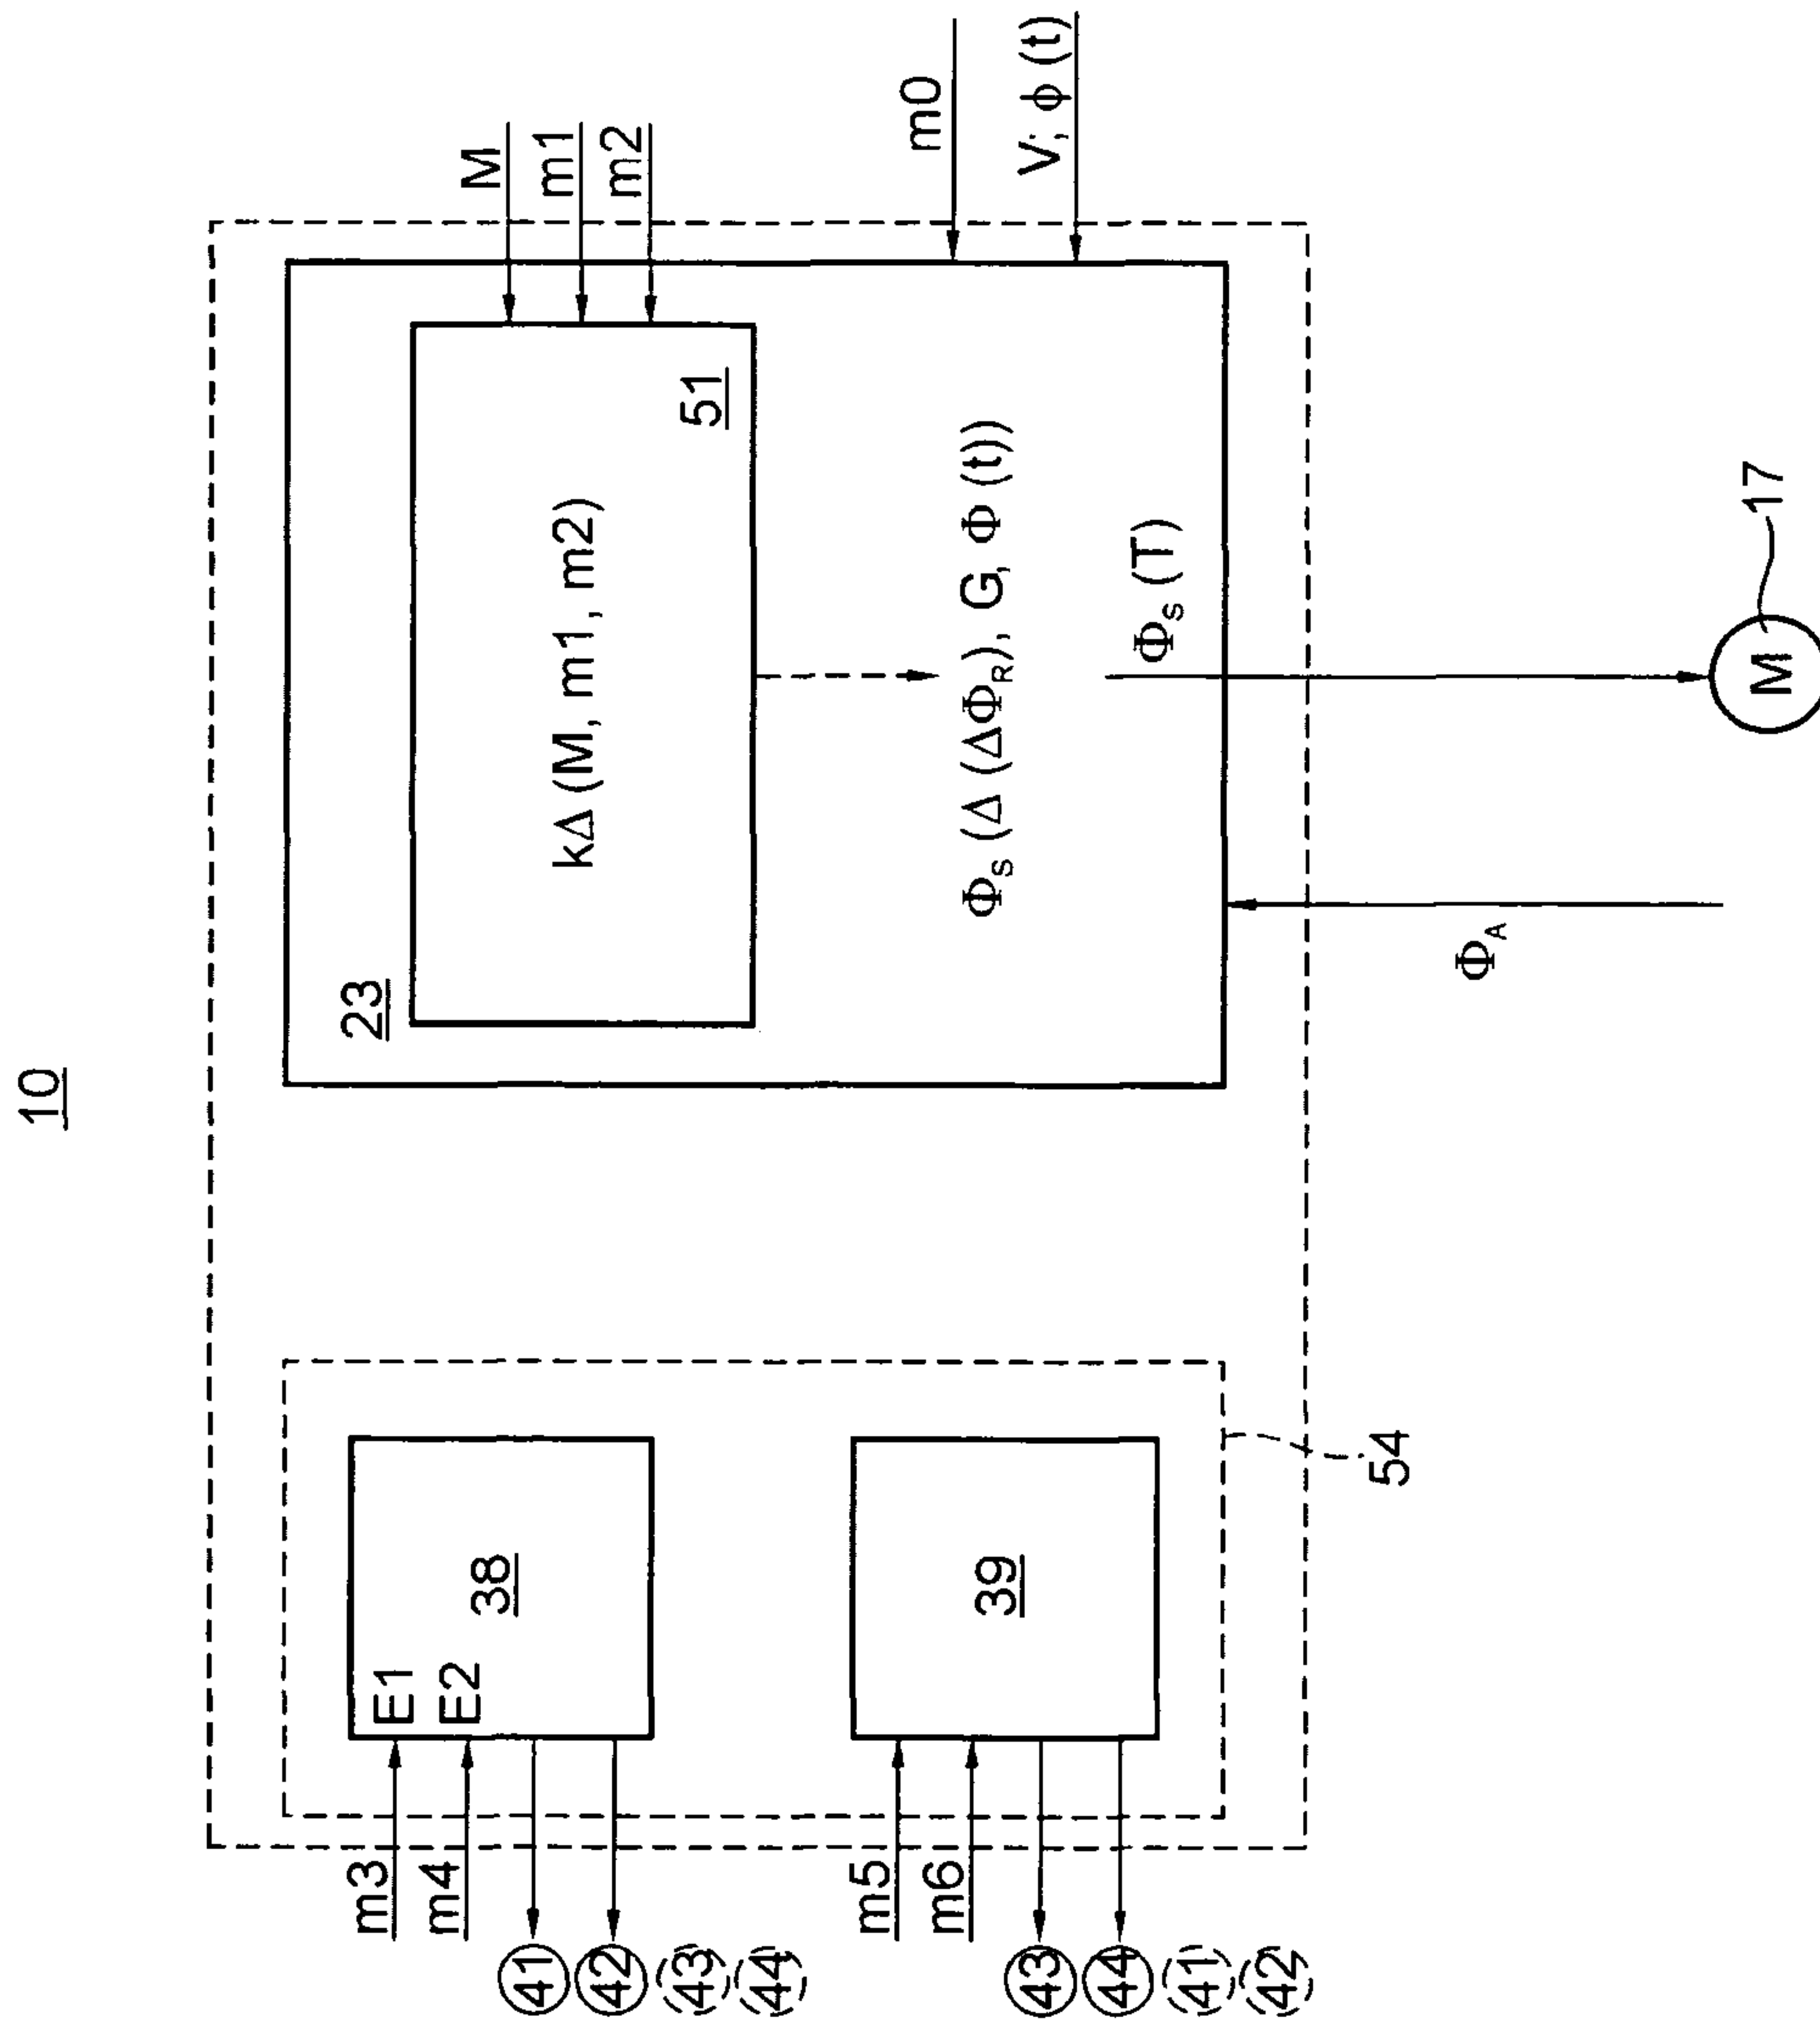 10
m3
m4
E1
E2
38
41
42
(43)
(44)
m5
m6
39
43
44
(41)
(42)
54
23
kΔ (M, m1, m2)
51
M
m1
m2
m0
V; ϕ (t)
ΦS (Δ (ΔΦR), G, Φ (t))
Φs (T)
ΦA
M
17